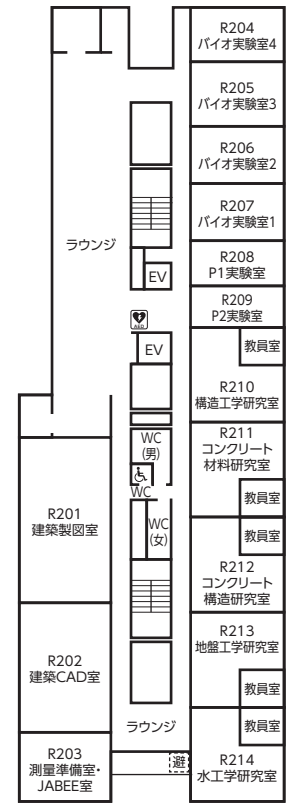 R204
バイオ実験室4
R205
バイオ実験室3
R206
バイオ実験室2
R207
バイオ実験室1
ラウンジ
R208
P1実験室
EV
R209
P2実験室
AED
EV
教員室
R210
構造工学研究室
WC
(男)
R211
コンクリート
材料研究室
WC
教員室
R201
建築製図室
WC
(女)
教員室
R212
コンクリート
構造研究室
R213
地盤工学研究室
R202
建築CAD室
教員室
ラウンジ
教員室
R203
測量準備室・
JABEE室
避
R214
水工学研究室